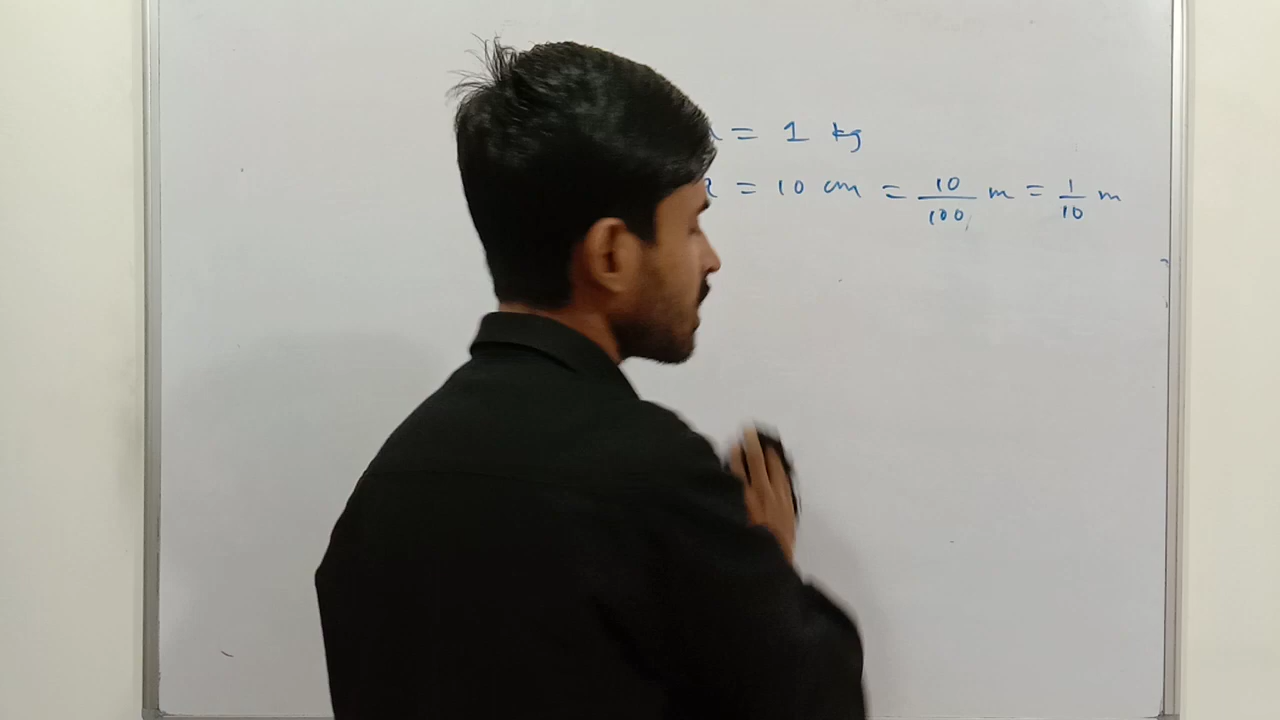 = 1 kg
= 10 cm = 10/100 m = 1/10 m